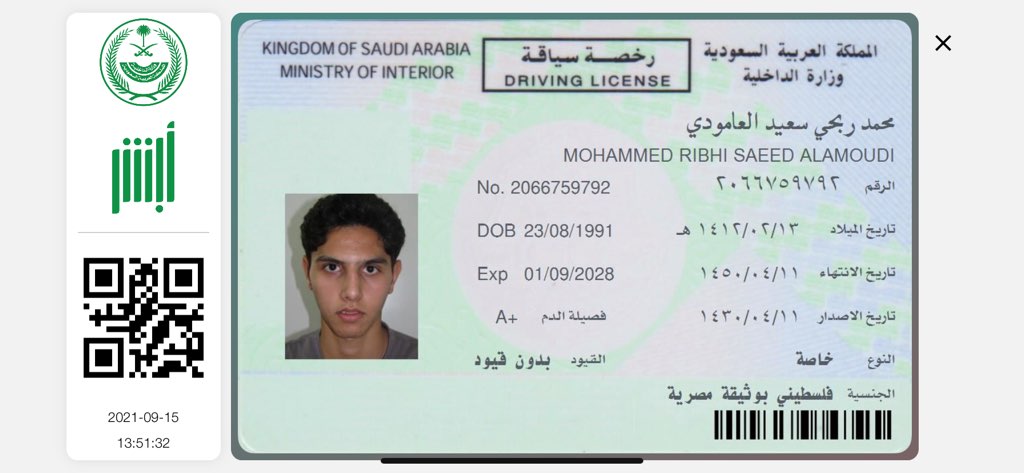 أبشر
2021-09-15
13:51:32
KINGDOM OF SAUDI ARABIA
MINISTRY OF INTERIOR
رخصة سياقة
DRIVING LICENSE
المملكة العربية السعودية
وزارة الداخلية
محمد ربحي سعيد العامودي
MOHAMMED RIBHI SAEED ALAMOUDI
No. 2066759792
الرقم ٢٠٦٦٧٥٩٧٩٢
DOB 23/08/1991
تاريخ الميلاد ١٤١٢/٠٢/١٣ هـ
Exp 01/09/2028
تاريخ الانتهاء ١٤٥٠/٠٤/١١
فصيلة الدم A+
تاريخ الاصدار ١٤٣٠/٠٤/١١
النوع خاصة
القيود بدون قيود
الجنسية فلسطيني بوثيقة مصرية